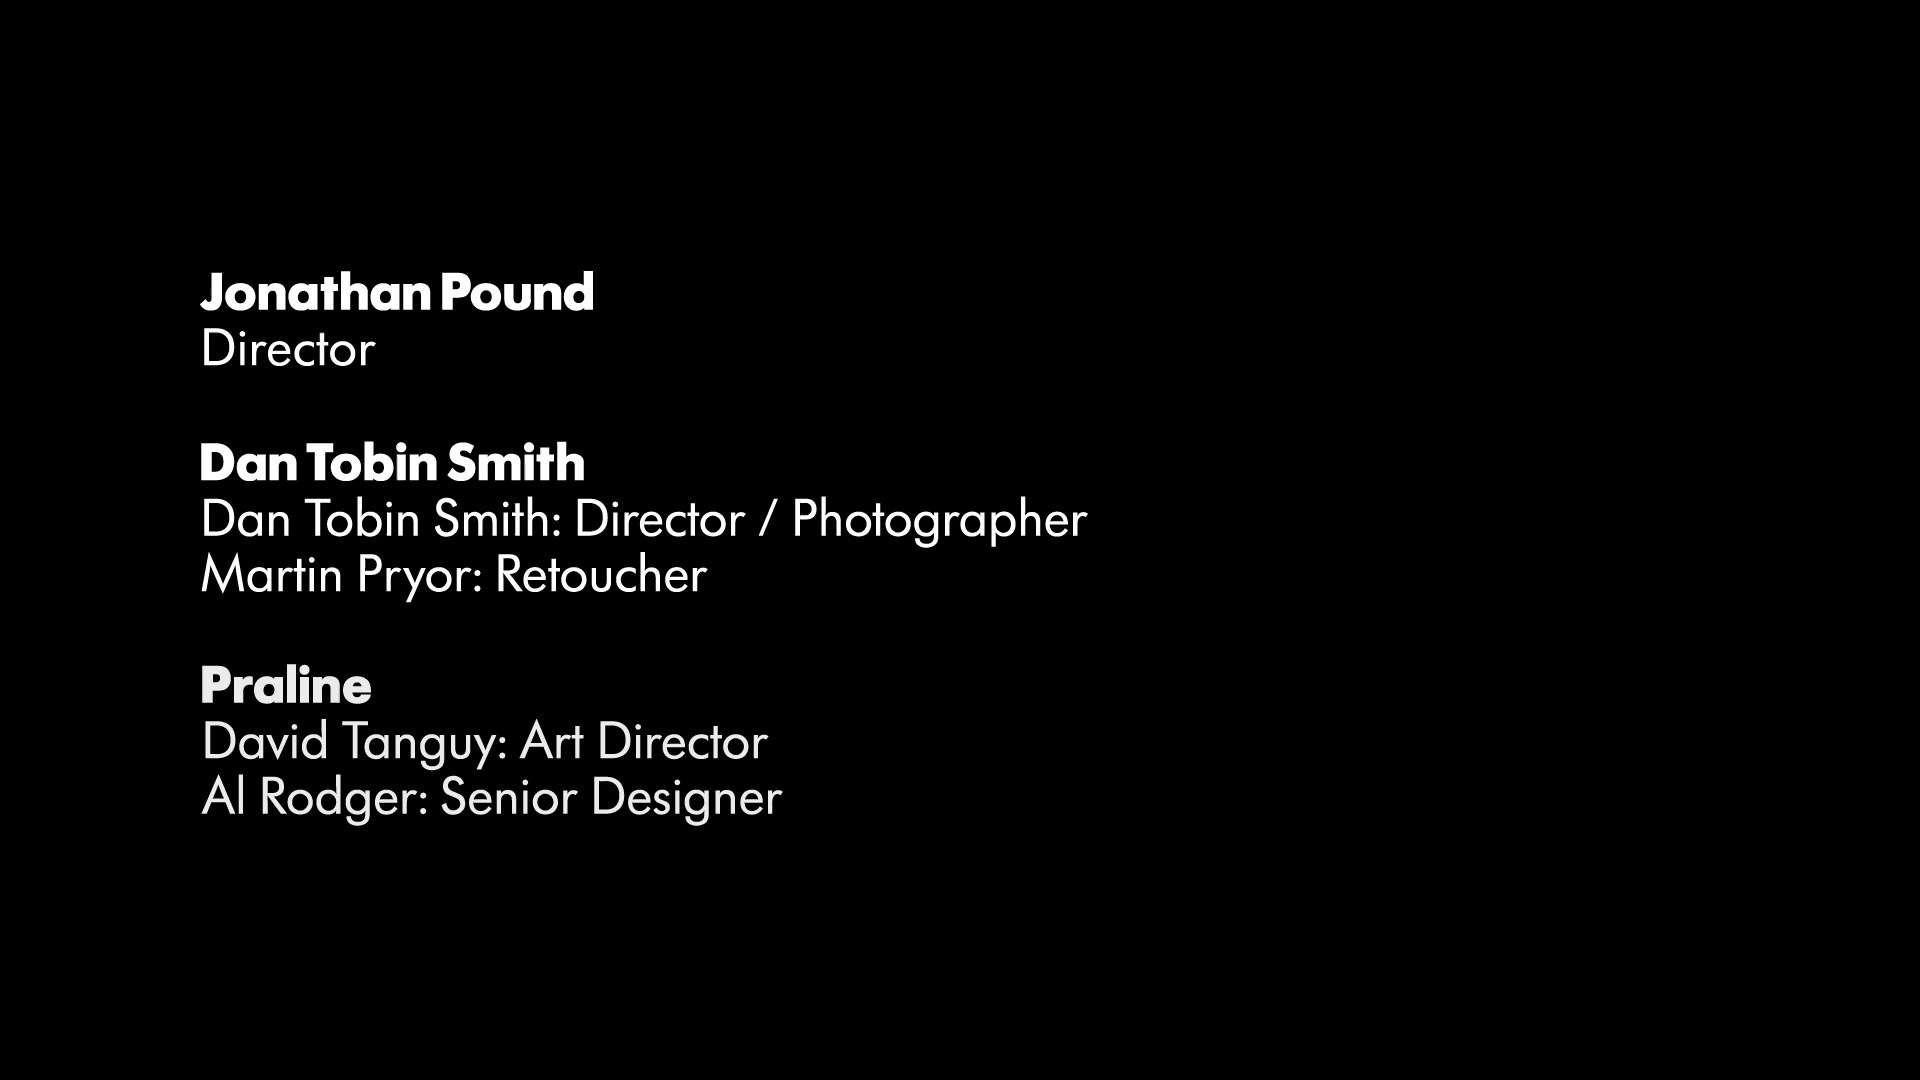 Jonathan Pound
Director
Dan Tobin Smith
Dan Tobin Smith: Director / Photographer
Martin Pryor: Retoucher
Praline
David Tanguy: Art Director
Al Rodger: Senior Designer